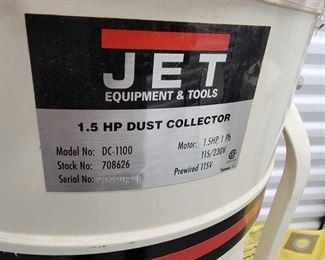 JET
EQUIPMENT & TOOLS
1.5 HP DUST COLLECTOR
Model No: DC-1100
Stock No: 708626
Serial No:
Motor: 1.5HP, 1 Ph
115/230V
Prewired 115V